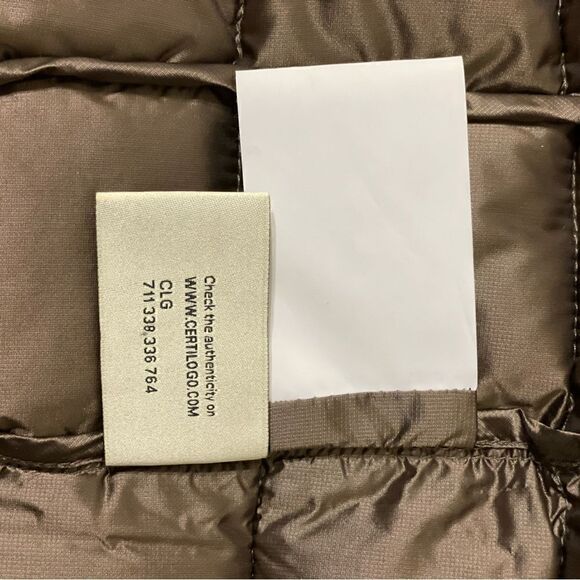 Check the authenticity on
WWW.CERTILOGO.COM
CLG
711 338 336 764